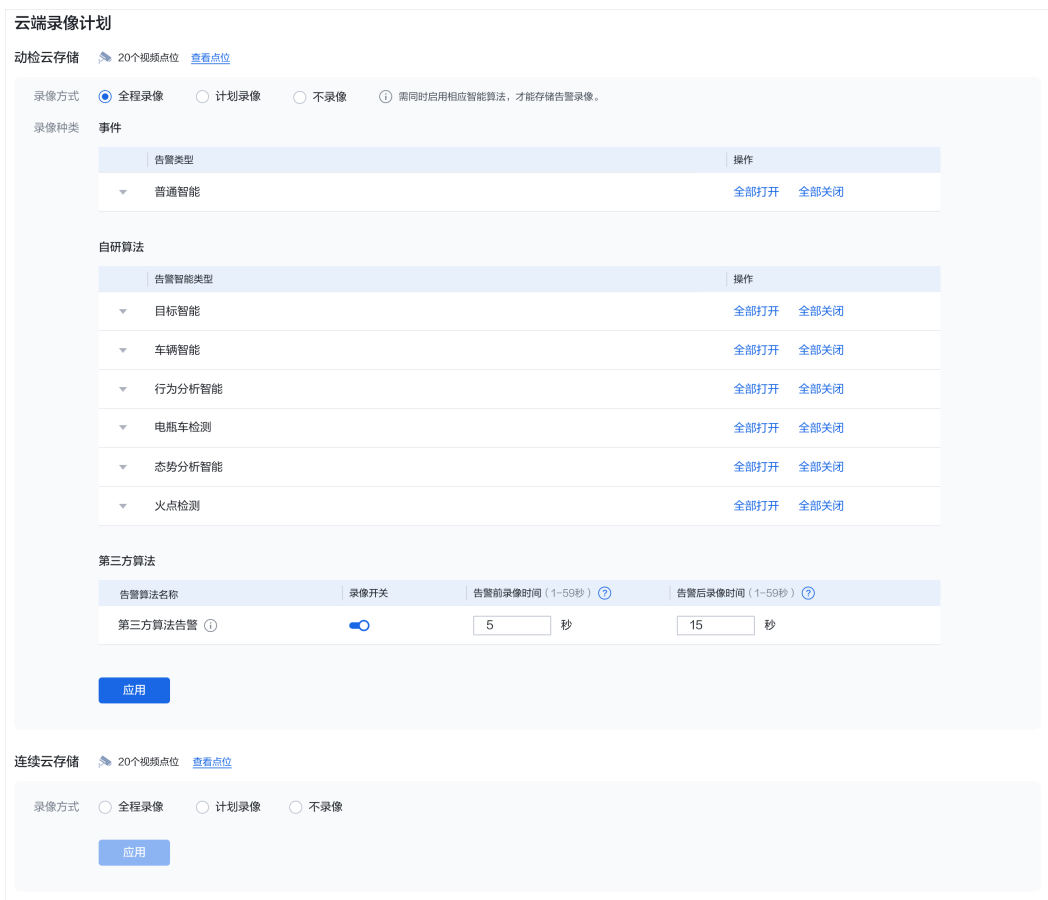 云端录像计划
动检云存储 20个视频点位 查看点位
录像方式 全程录像 计划录像 不录像 需同时启用相应智能算法，才能存储告警录像。
录像种类 事件
告警类型 操作
普通智能 全部打开 全部关闭
自研算法
告警智能类型 操作
目标智能 全部打开 全部关闭
车辆智能 全部打开 全部关闭
行为分析智能 全部打开 全部关闭
电瓶车检测 全部打开 全部关闭
态势分析智能 全部打开 全部关闭
火点检测 全部打开 全部关闭
第三方算法
告警算法名称 录像开关 告警前录像时间（1-59秒） 告警后录像时间（1-59秒）
第三方算法告警 5 秒 15 秒
应用
连续云存储 20个视频点位 查看点位
录像方式 全程录像 计划录像 不录像
应用